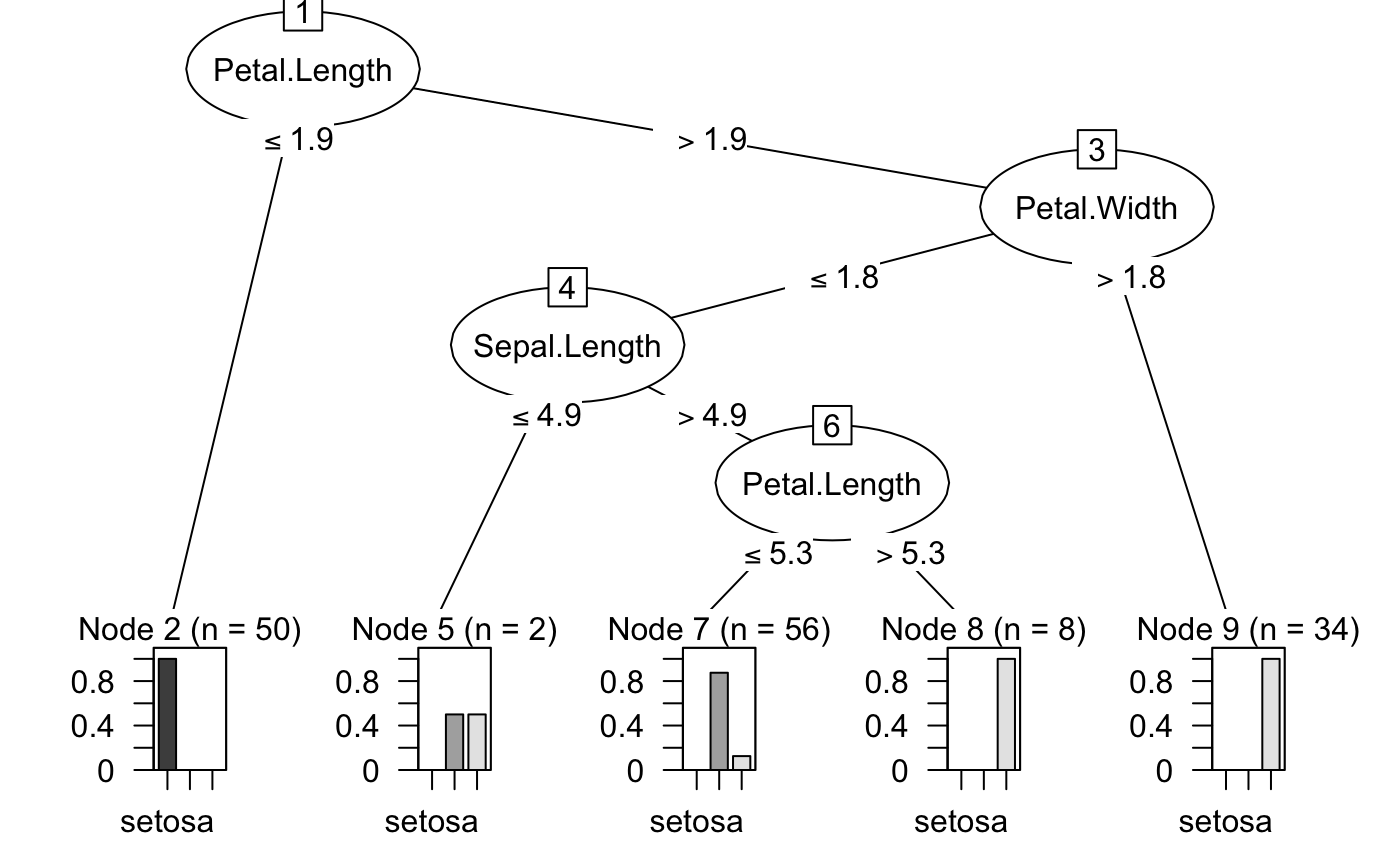 1
Petal.Length
≤ 1.9
> 1.9
3
Petal.Width
≤ 1.8
> 1.8
4
Sepal.Length
≤ 4.9
> 4.9
6
Petal.Length
≤ 5.3
> 5.3
Node 2 (n = 50)
0.8
0.4
0
setosa
Node 5 (n = 2)
0.8
0.4
0
setosa
Node 7 (n = 56)
0.8
0.4
0
setosa
Node 8 (n = 8)
0.8
0.4
0
setosa
Node 9 (n = 34)
0.8
0.4
0
setosa